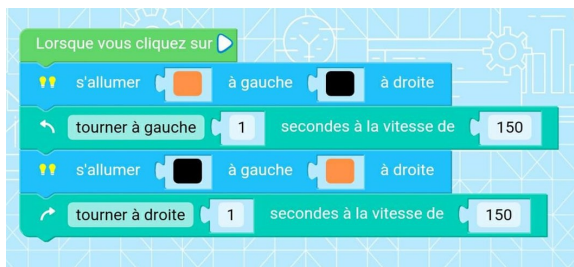 Lorsque vous cliquez sur
s'allumer à gauche à droite
tourner à gauche 1 secondes à la vitesse de 150
s'allumer à gauche à droite
tourner à droite 1 secondes à la vitesse de 150